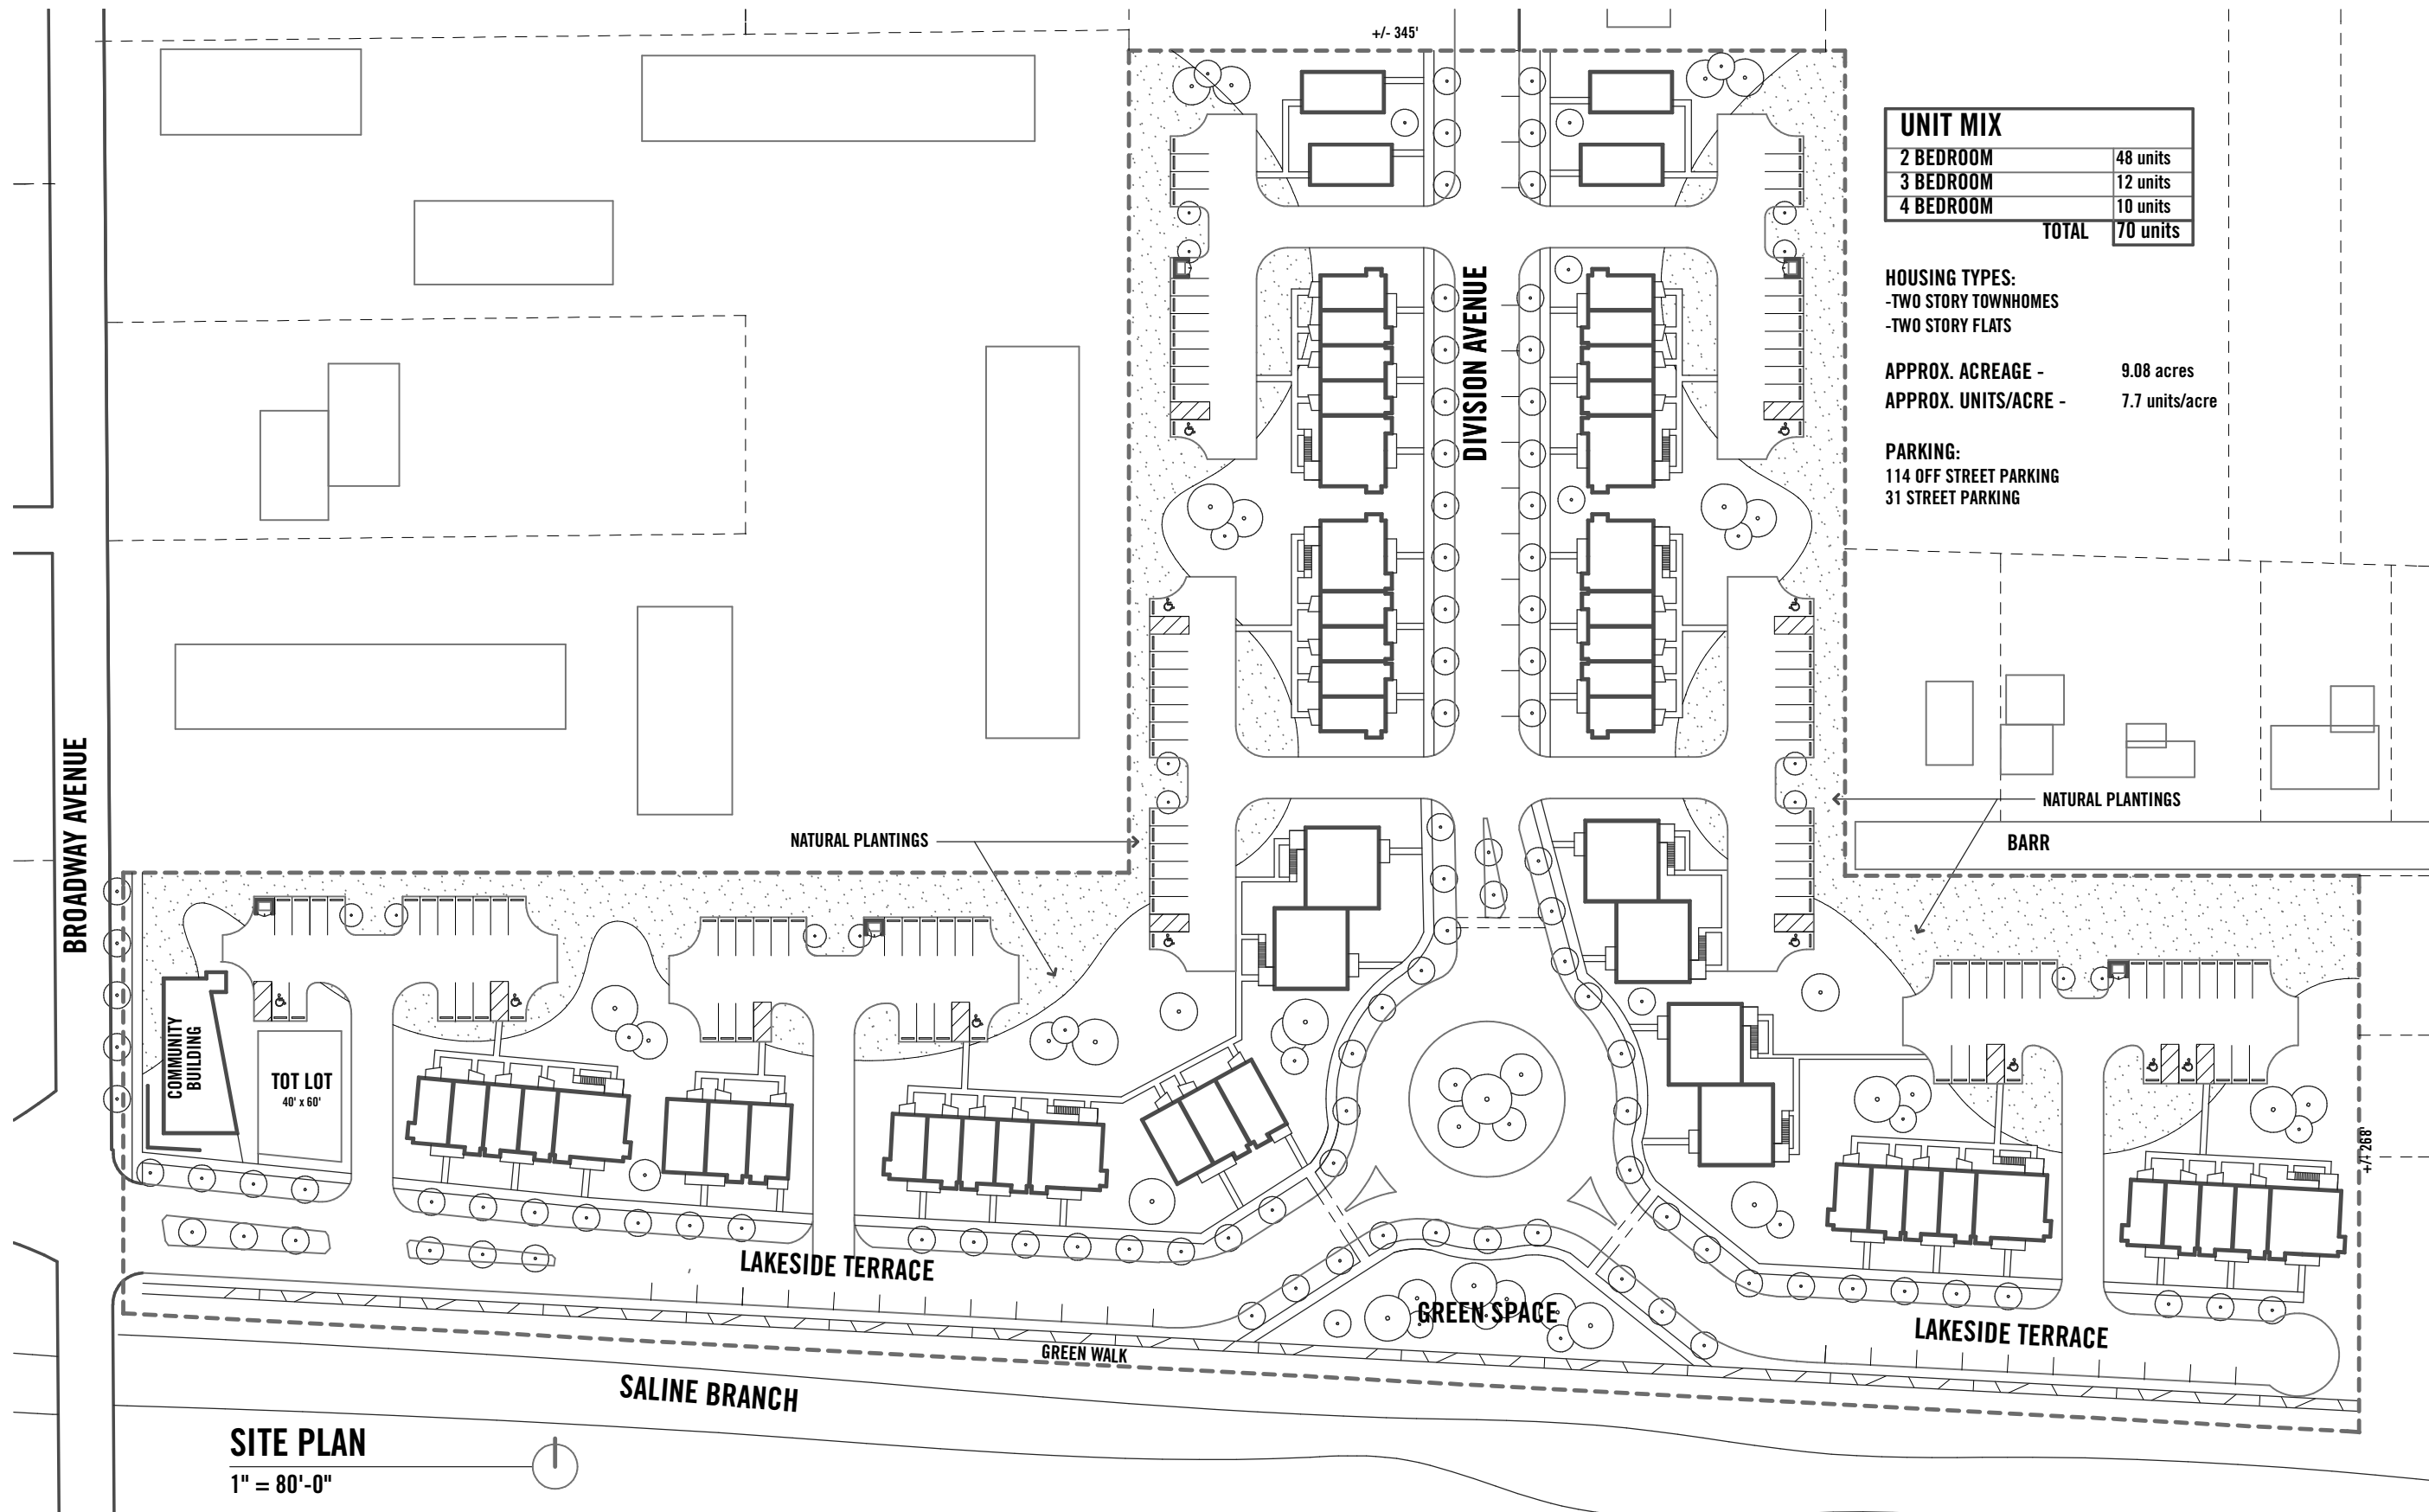 +/- 345'
UNIT MIX
2 BEDROOM 48 units
3 BEDROOM 12 units
4 BEDROOM 10 units
TOTAL 70 units
HOUSING TYPES:
-TWO STORY TOWNHOMES
-TWO STORY FLATS
APPROX. ACREAGE - 9.08 acres
APPROX. UNITS/ACRE - 7.7 units/acre
PARKING:
114 OFF STREET PARKING
31 STREET PARKING
DIVISION AVENUE
BROADWAY AVENUE
NATURAL PLANTINGS
NATURAL PLANTINGS
BARR
COMMUNITY
BUILDING
TOT LOT
40' x 60'
+/- 268'
LAKESIDE TERRACE
GREEN SPACE
LAKESIDE TERRACE
GREEN WALK
SALINE BRANCH
SITE PLAN
1" = 80'-0"